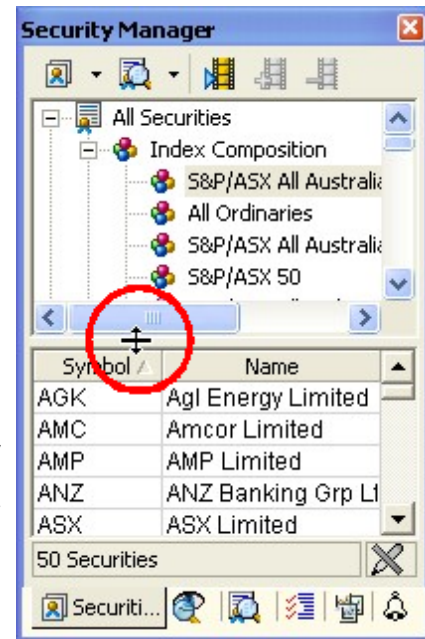 Security Manager
All Securities
Index Composition
S&P/ASX All Australia
All Ordinaries
S&P/ASX All Australia
S&P/ASX 50
Symbol Name
AGK Agl Energy Limited
AMC Amcor Limited
AMP AMP Limited
ANZ ANZ Banking Grp Lt
ASX ASX Limited
50 Securities
Securiti...